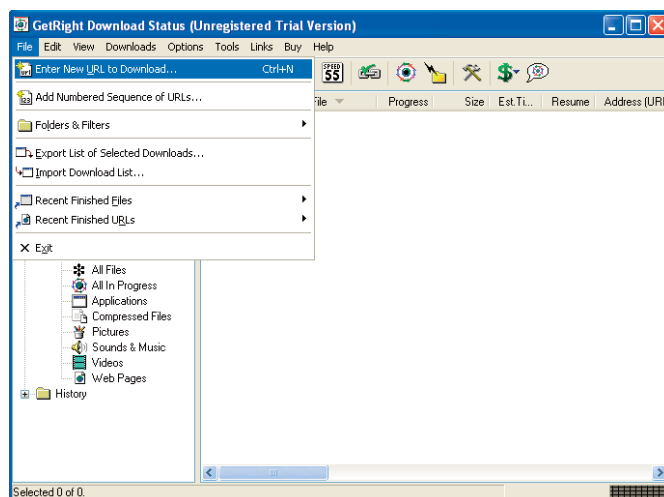 GetRight Download Status (Unregistered Trial Version)
File Edit View Downloads Options Tools Links Buy Help
Enter New URL to Download... Ctrl+N
SPEED 55
Add Numbered Sequence of URLs...
File Progress Size Est.Ti... Resume Address (URL
Folders & Filters
Export List of Selected Downloads...
Import Download List...
Recent Finished Files
Recent Finished URLs
Exit
All Files
All In Progress
Applications
Compressed Files
Pictures
Sounds & Music
Videos
Web Pages
History
Selected 0 of 0.